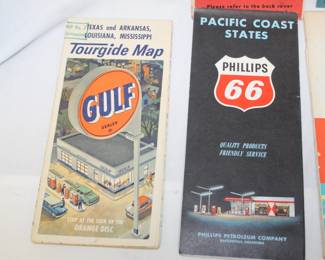 TEXAS and ARKANSAS,
LOUISIANA, MISSISSIPPI
Tourgide Map
GULF
DEALER
STOP AT THE SIGN OF THE
ORANGE DISC
Please refer to the back cover
PACIFIC COAST
STATES
PHILLIPS
66
QUALITY PRODUCTS
FRIENDLY SERVICE
PHILLIPS PETROLEUM COMPANY